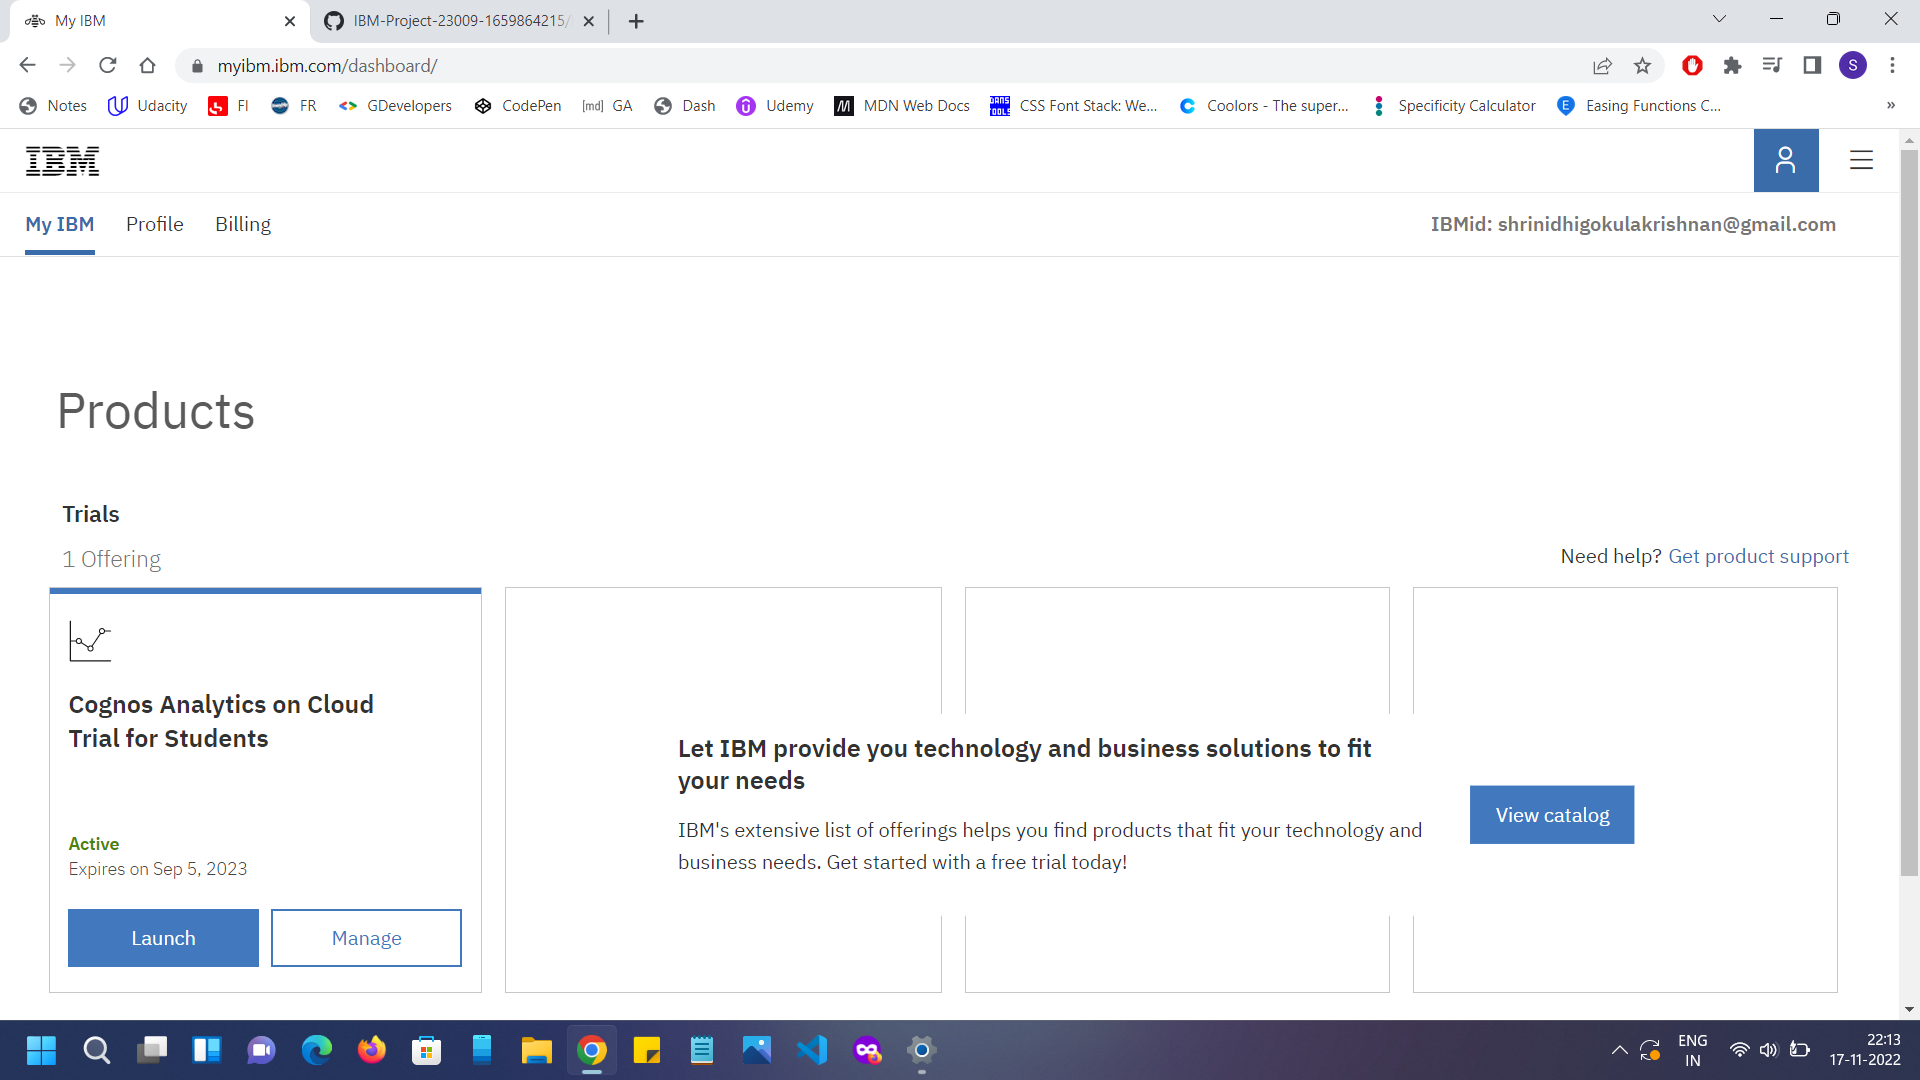 My IBM
IBM-Project-23009-1659864215/
myibm.ibm.com/dashboard/
S
Notes
Udacity
FI
FR
GDevelopers
CodePen
[md] GA
Dash
Udemy
MDN Web Docs
CSS Font Stack: We...
Coolors - The super...
Specificity Calculator
Easing Functions C...
»
IBM
My IBM
Profile
Billing
IBMid: shrinidhigokulakrishnan@gmail.com
Products
Trials
1 Offering
Need help? Get product support
Cognos Analytics on Cloud
Trial for Students
Active
Expires on Sep 5, 2023
Launch
Manage
Let IBM provide you technology and business solutions to fit
your needs
IBM's extensive list of offerings helps you find products that fit your technology and
business needs. Get started with a free trial today!
View catalog
ENG
IN
22:13
17-11-2022